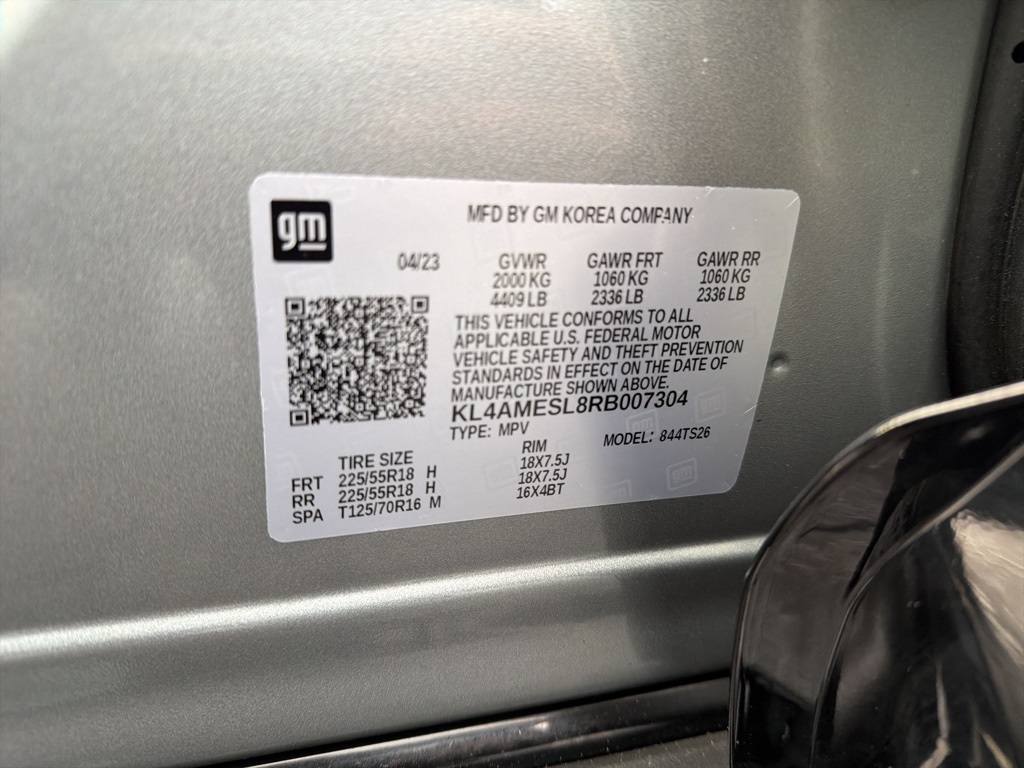 gm
MFD BY GM KOREA COMPANY
04/23 GVWR GAWR FRT GAWR RR
2000 KG 1060 KG 1060 KG
4409 LB 2336 LB 2336 LB
THIS VEHICLE CONFORMS TO ALL
APPLICABLE U.S. FEDERAL MOTOR
VEHICLE SAFETY AND THEFT PREVENTION
STANDARDS IN EFFECT ON THE DATE OF
MANUFACTURE SHOWN ABOVE.
KL4AMESL8RB007304
TYPE: MPV MODEL: 844TS26
TIRE SIZE RIM
FRT 225/55R18 H 18X7.5J
RR 225/55R18 H 18X7.5J
SPA T125/70R16 M 16X4BT